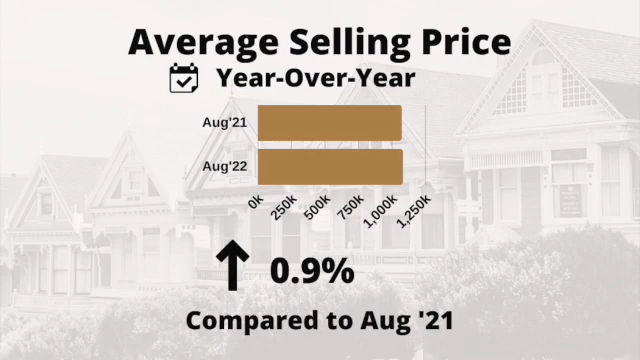 Average Selling Price
Year-Over-Year
Aug'21
Aug'22
0k
250k
500k
750k
1,000k
1,250k
0.9%
Compared to Aug '21